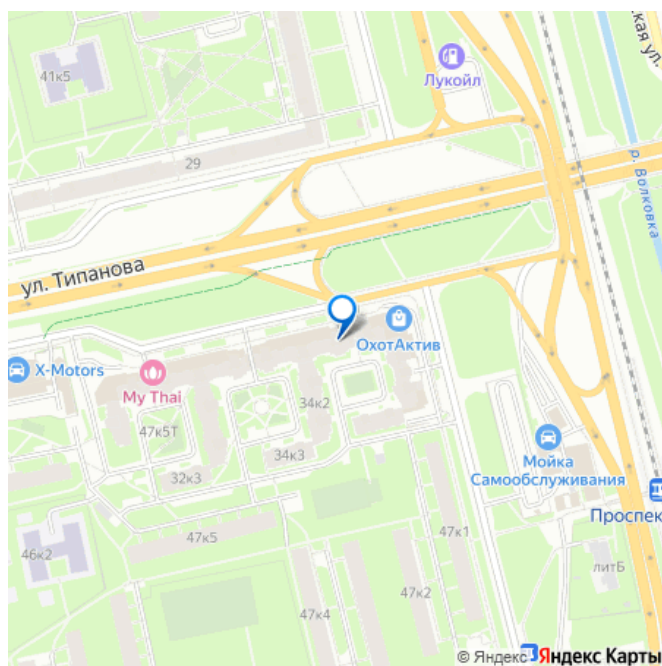 41к5
Лукойл
29
р. Волковка
ул. Типанова
ОхотАктив
X-Motors
My Thai
34к2
47к5Т
34к3
32к3
Мойка
Самообслуживания
47к5
47к1
Проспек
46к2
47к2
литБ
47к4
© Яндекс Яндекс Карты